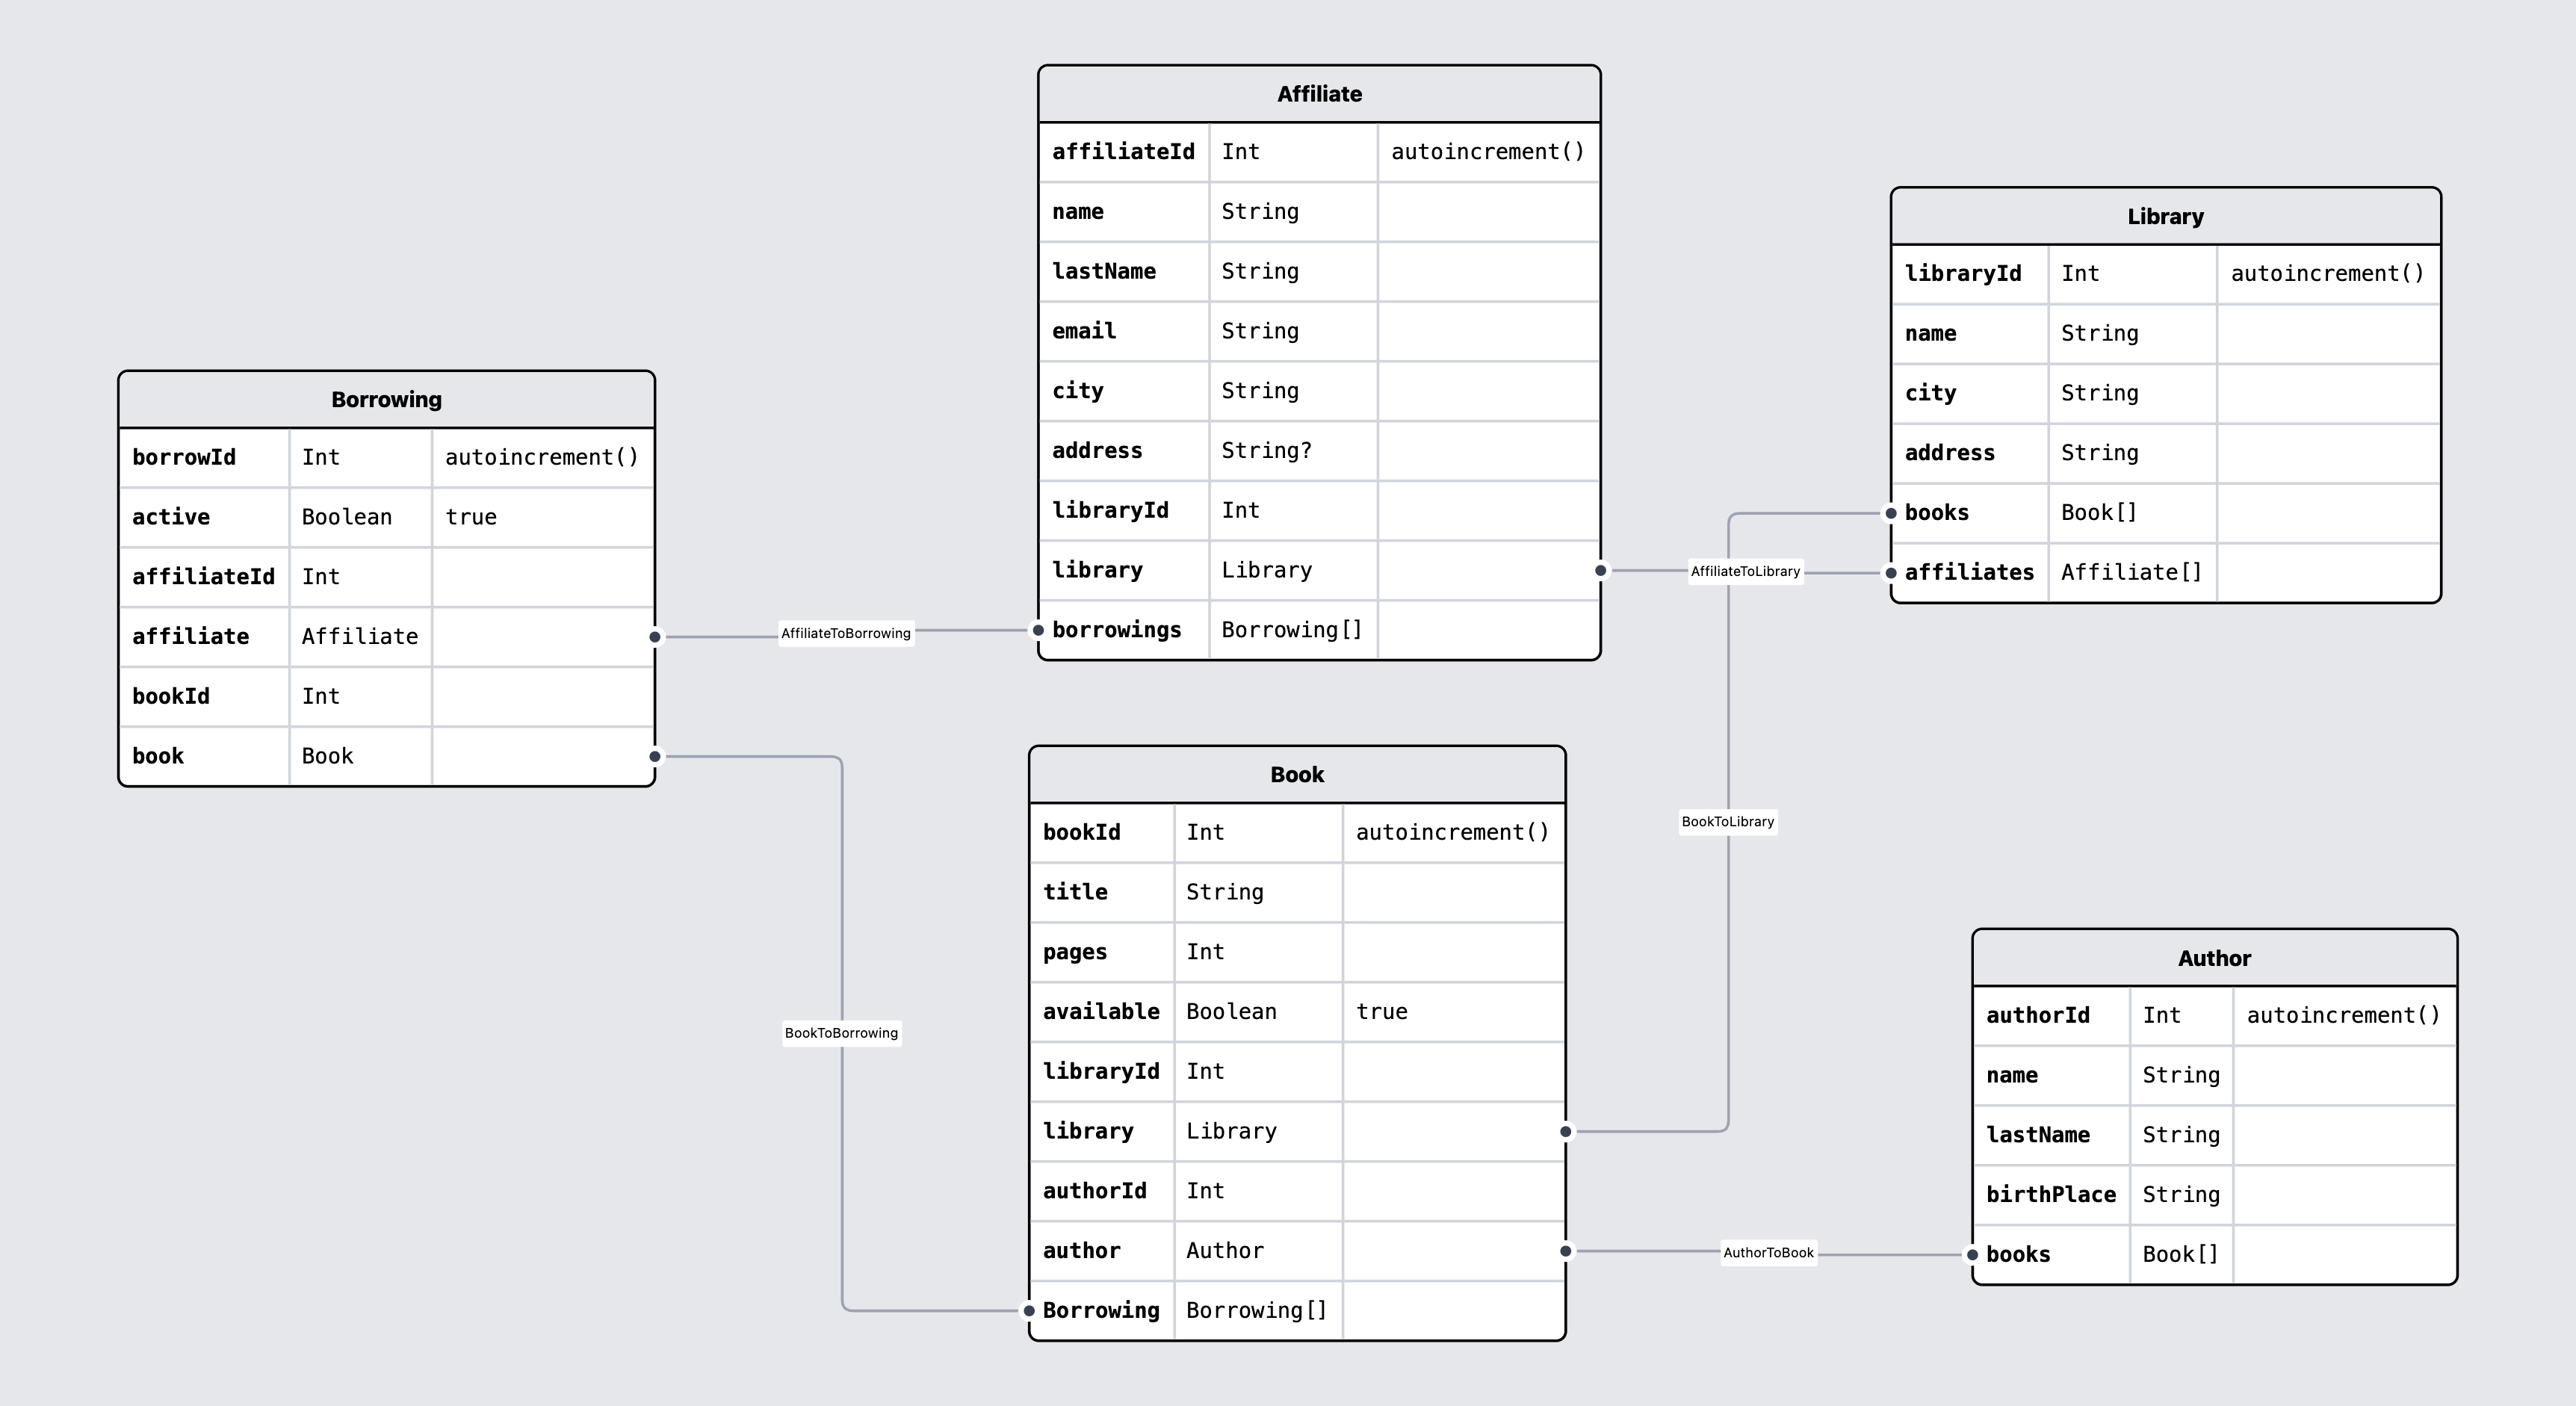 Affiliate
affiliateId Int autoincrement()
name String
lastName String
email String
city String
address String?
libraryId Int
library Library
borrowings Borrowing[]
Library
libraryId Int autoincrement()
name String
city String
address String
books Book[]
affiliates Affiliate[]
Borrowing
borrowId Int autoincrement()
active Boolean true
affiliateId Int
affiliate Affiliate
bookId Int
book Book
AffiliateToBorrowing
AffiliateToLibrary
Book
bookId Int autoincrement()
title String
pages Int
available Boolean true
libraryId Int
library Library
authorId Int
author Author
Borrowing Borrowing[]
BookToLibrary
BookToBorrowing
Author
authorId Int autoincrement()
name String
lastName String
birthPlace String
books Book[]
AuthorToBook